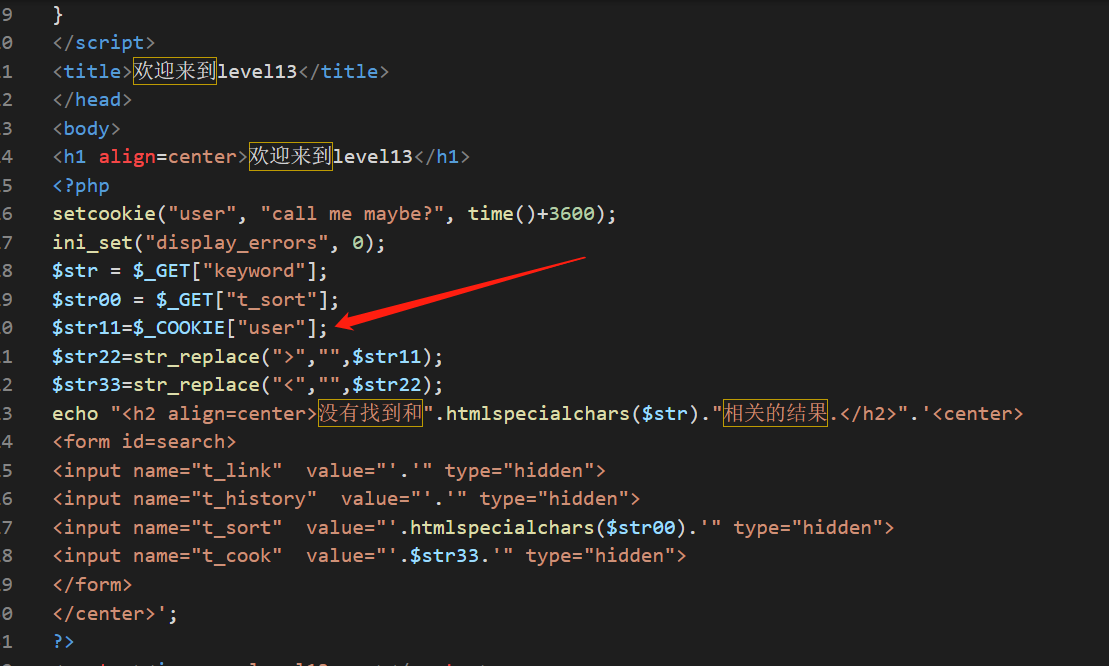 9 }
0 </script>
1 <title>欢迎来到level13</title>
2 </head>
3 <body>
4 <h1 align=center>欢迎来到level13</h1>
5 <?php
6 setcookie("user", "call me maybe?", time()+3600);
7 ini_set("display_errors", 0);
8 $str = $_GET["keyword"];
9 $str00 = $_GET["t_sort"];
0 $str11=$_COOKIE["user"];
1 $str22=str_replace(">","",$str11);
2 $str33=str_replace("<","",$str22);
3 echo "<h2 align=center>没有找到和".htmlspecialchars($str)."相关的结果.</h2>".'<center>
4 <form id=search>
5 <input name="t_link"  value="'.'" type="hidden">
6 <input name="t_history"  value="'.'" type="hidden">
7 <input name="t_sort"  value="'.htmlspecialchars($str00).'" type="hidden">
8 <input name="t_cook"  value="'.$str33.'" type="hidden">
9 </form>
0 </center>';
1 ?>